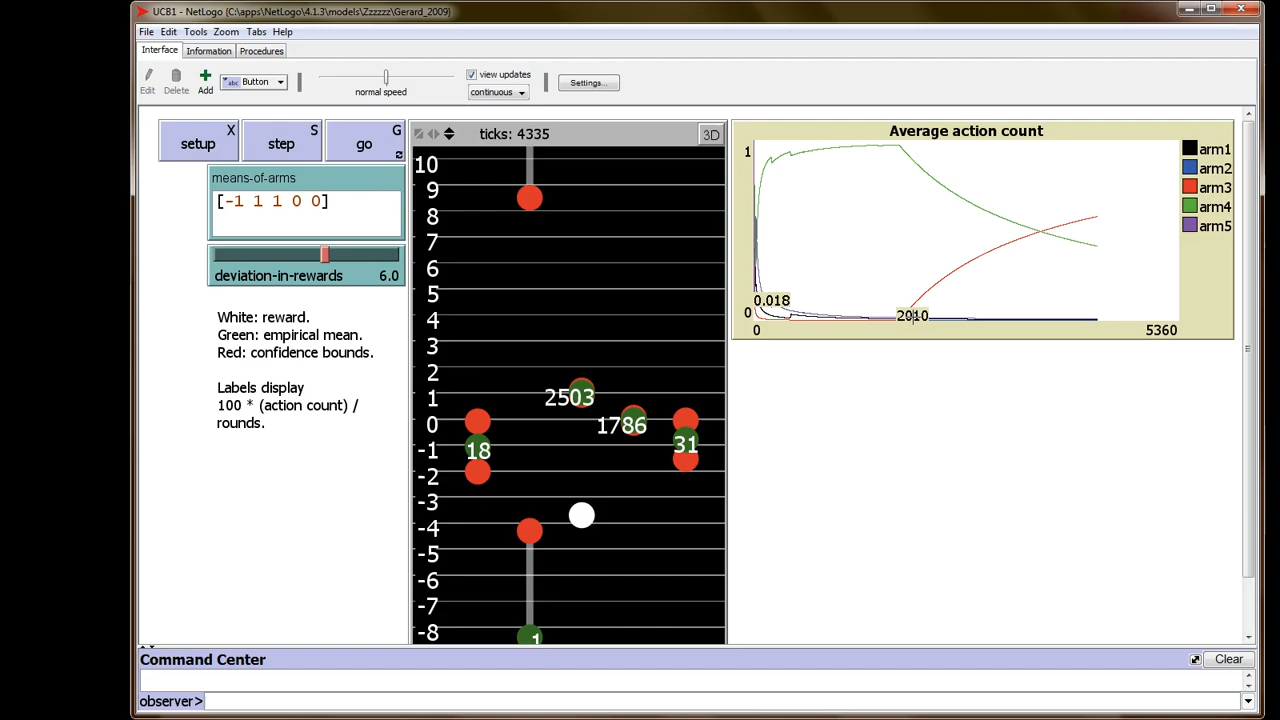 UCB1 - NetLogo {C:\apps\NetLogo\4.1.3\models\Zzzzzz\Gerard_2009}
File Edit Tools Zoom Tabs Help
Interface Information Procedures
Edit Delete Add abc Button normal speed view updates continuous Settings...
setup X step S go G
means-of-arms
[-1 1 1 0 0]
deviation-in-rewards 6.0
White: reward.
Green: empirical mean.
Red: confidence bounds.
Labels display
100 * (action count) /
rounds.
ticks: 4335 3D
10
9
8
7
6
5
4
3
2
1
0
-1
-2
-3
-4
-5
-6
-7
-8
2503
1786
18
31
1
Average action count
1
0
0.018
2010
0
5360
arm1
arm2
arm3
arm4
arm5
Command Center
Clear
observer>